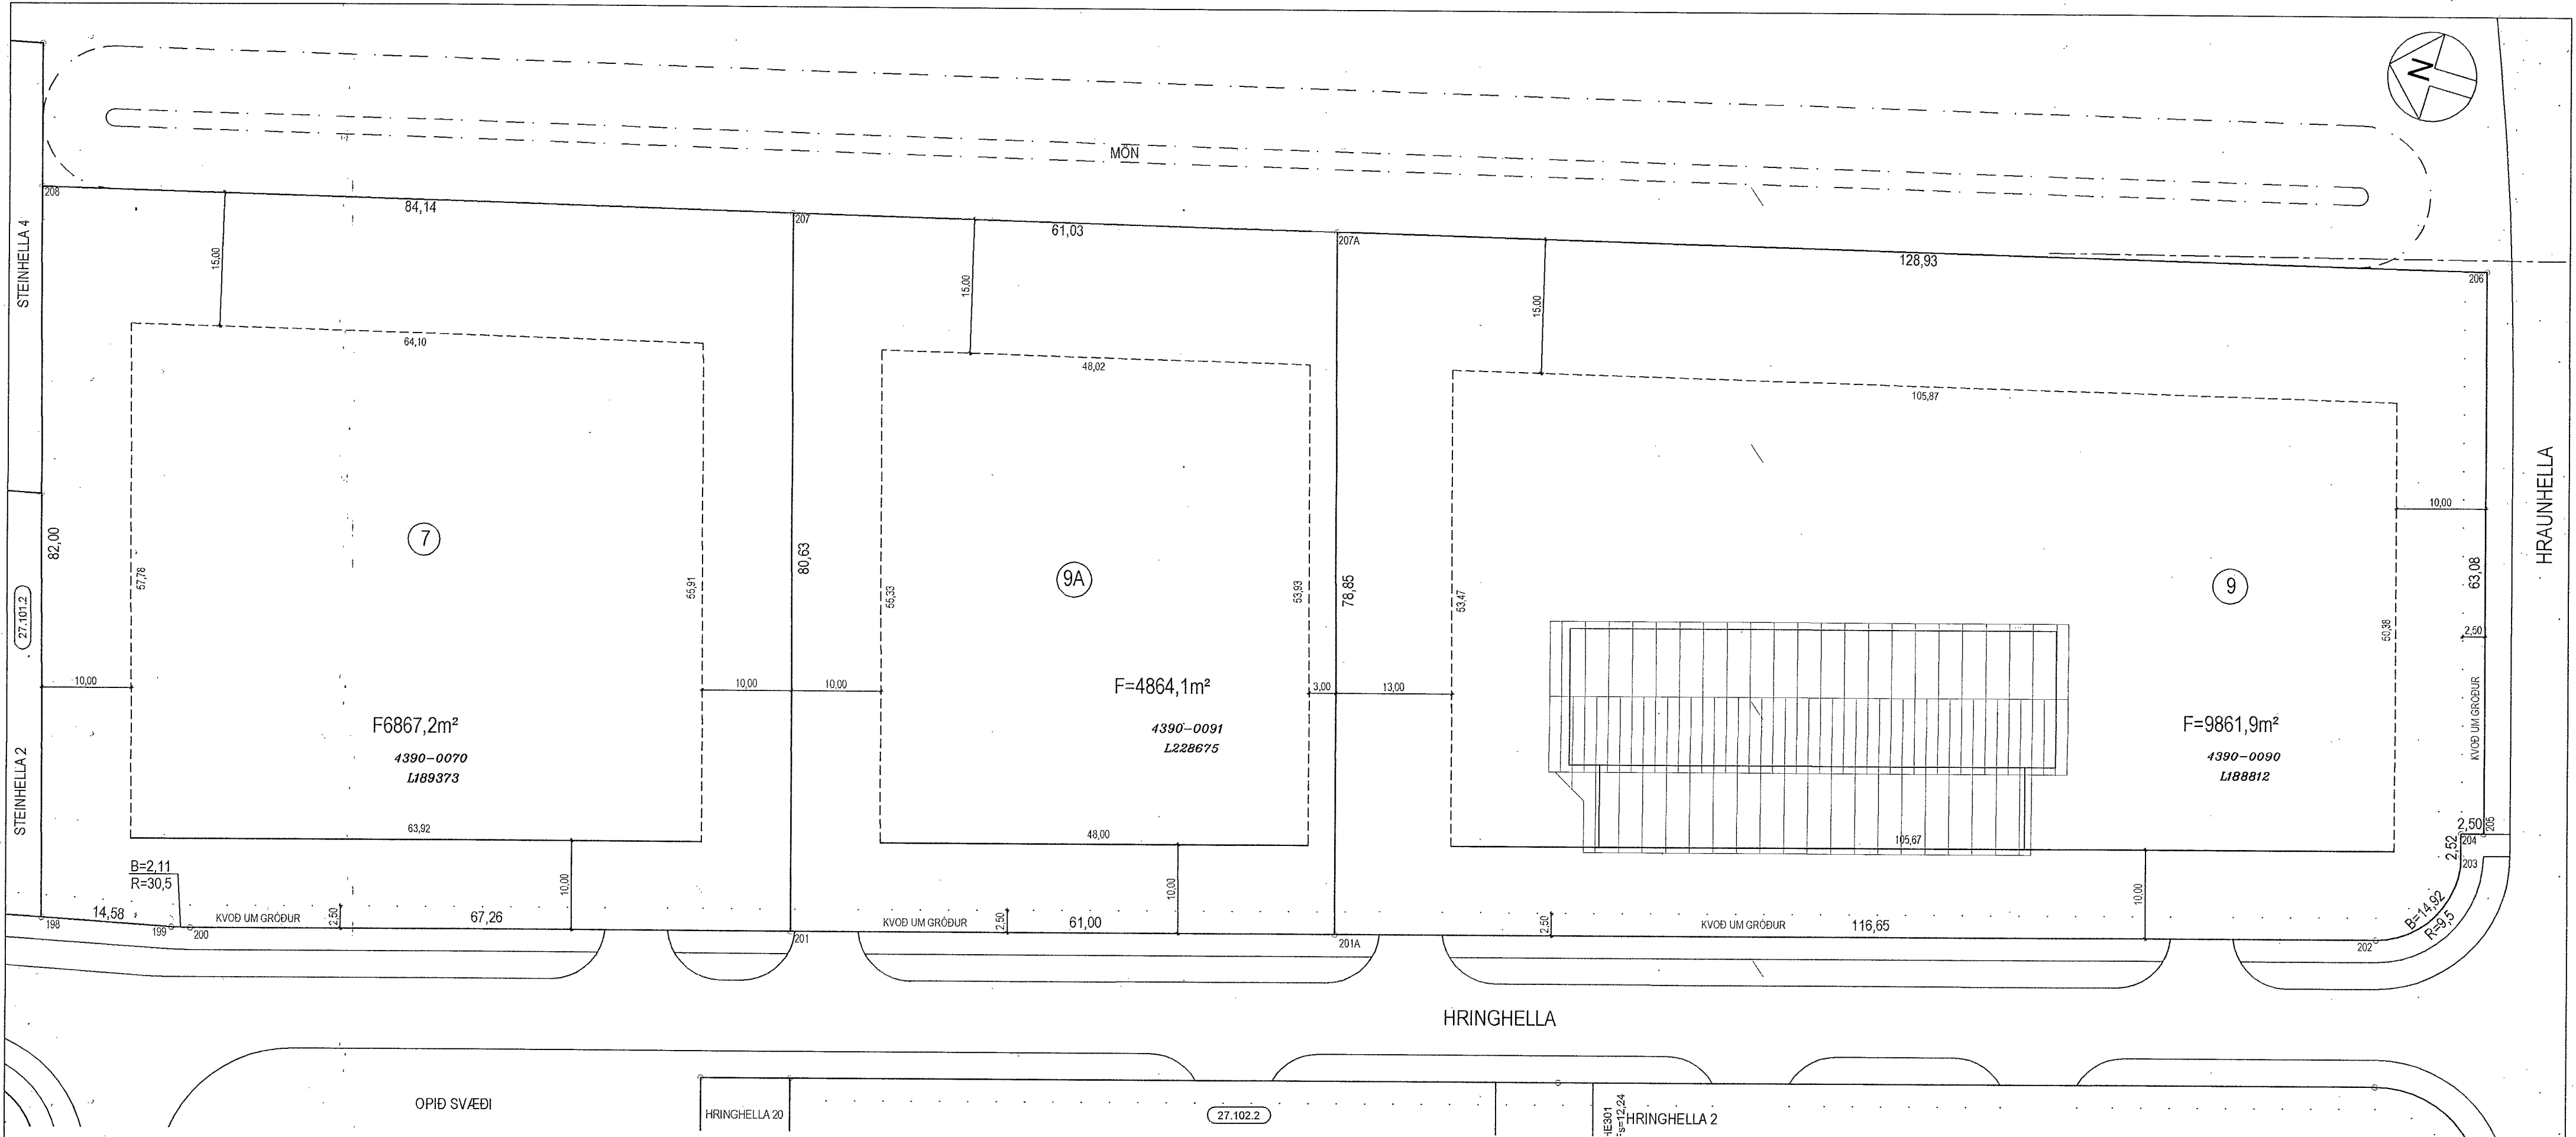 N
MÖN
208
84,14
207
61,03
207A
128,93
206
STEINHELLA 4
15,00
15,00
15,00
64,10
48,02
105,87
HRAUNHELLA
10,00
82,00
7
80,63
9A
78,85
9
63,08
57,78
55,91
55,33
53,93
53,47
50,38
27.101.2
2,50
10,00
10,00
10,00
3,00
13,00
F=4864,1m²
4390-0091
L228675
F6867,2m²
4390-0070
L189373
F=9861,9m²
4390-0090
L188812
KVOÐ UM GRÓÐUR
STEINHELLA 2
63,92
48,00
105,67
2,50
205
204
2,52
203
B=2,11
R=30,5
10,00
10,00
10,00
198
14,58
199
200
KVOÐ UM GRÓÐUR
2,50
67,26
201
KVOÐ UM GRÓÐUR
2,50
61,00
201A
2,50
KVOÐ UM GRÓÐUR
116,65
202
B=14,92
R=9,5
HRINGHELLA
OPIÐ SVÆÐI
HRINGHELLA 20
27.102.2
HE301
Fs=12,24
HRINGHELLA 2